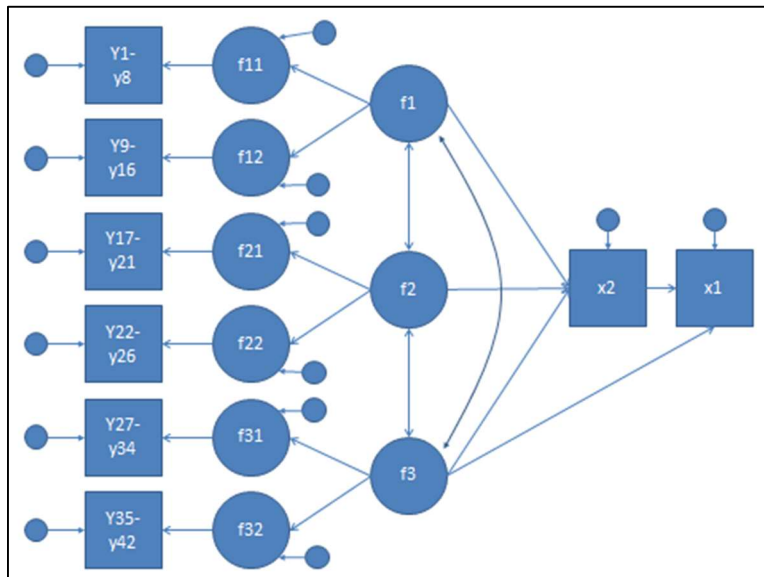 Y1-
y8
f11
f1
Y9-
y16
f12
Y17-
y21
f21
f2
x2
x1
Y22-
y26
f22
Y27-
y34
f31
f3
Y35-
y42
f32